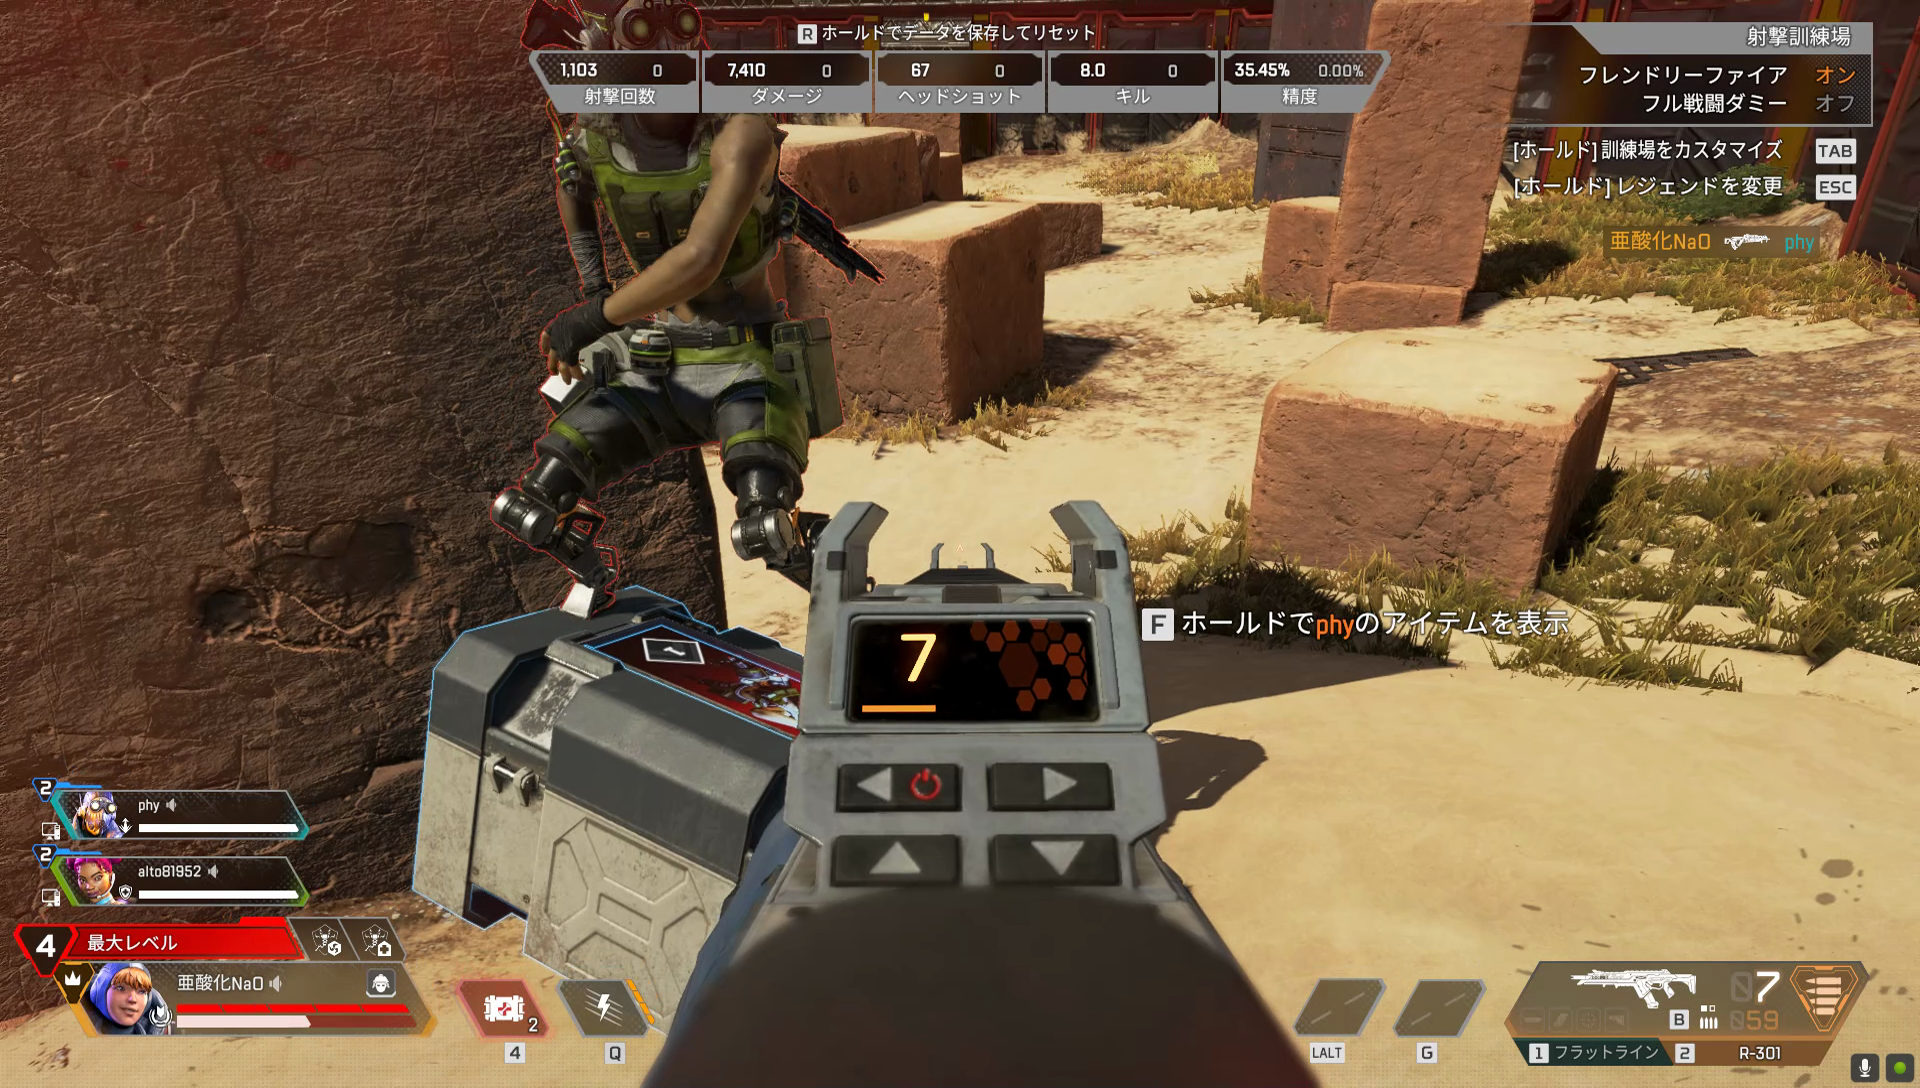 R ホールドでデータを保存してリセット
1,103 0 7,410 0 67 0 8.0 0 35.45% 0.00%
射撃回数 ダメージ ヘッドショット キル 精度
射撃訓練場
フレンドリーファイア オン
フル戦闘ダミー オフ
[ホールド]訓練場をカスタマイズ TAB
[ホールド]レジェンドを変更 ESC
亜酸化NaO phy
F ホールドでphyのアイテムを表示
7
2
phy
2
alto81952
4 最大レベル
亜酸化NaO
2
4 Q
LALT G
07
B 059
1 フラットライン 2 R-301